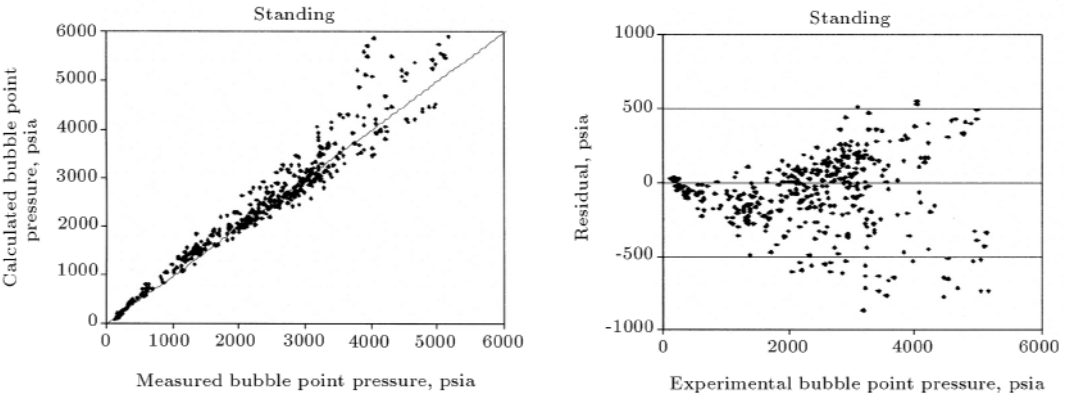 Standing
6000
5000
4000
3000
2000
1000
0
Calculated bubble point
pressure, psia
0 1000 2000 3000 4000 5000 6000
Measured bubble point pressure, psia
Standing
1000
500
0
-500
-1000
Residual, psia
0 2000 4000 6000
Experimental bubble point pressure, psia